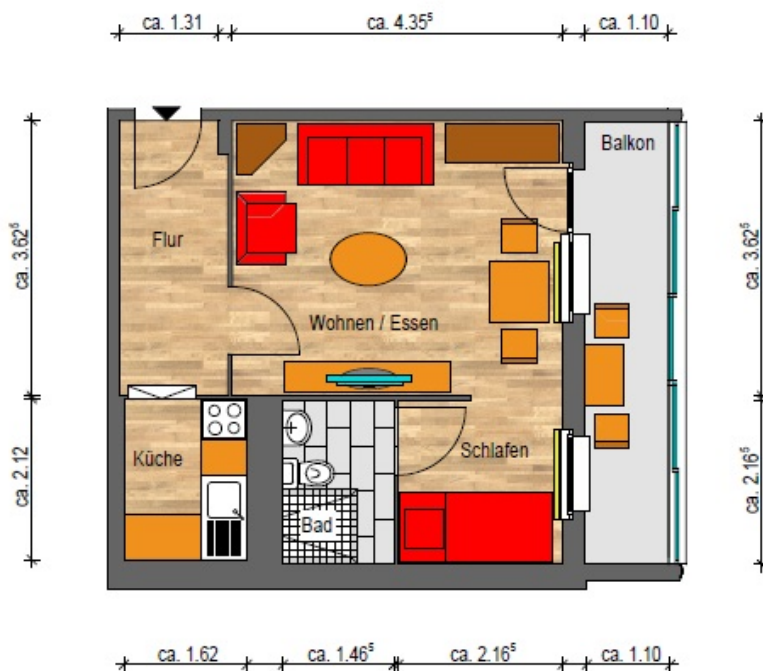 ca. 1.31
ca. 4.35⁵
ca. 1.10
Balkon
ca. 3.62⁵
ca. 3.62⁵
Flur
Wohnen / Essen
Küche
Schlafen
ca. 2.12
ca. 2.16⁵
Bad
ca. 1.62
ca. 1.46⁵
ca. 2.16⁵
ca. 1.10